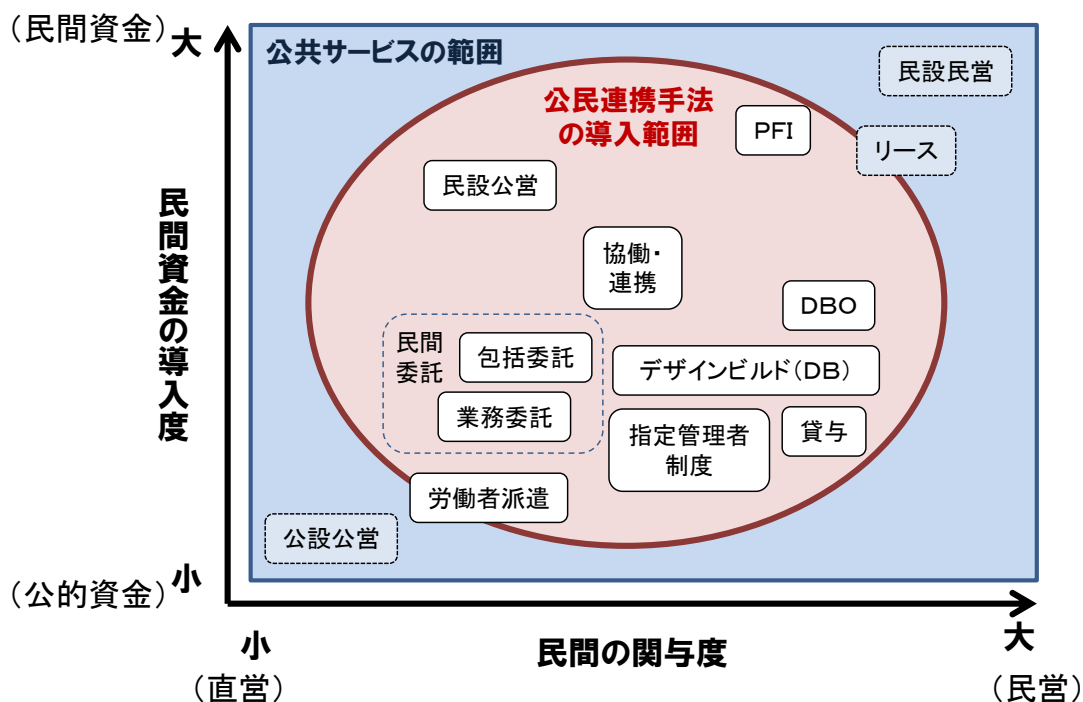 （民間資金）
大
公共サービスの範囲
民設民営
公民連携手法
の導入範囲
ＰＦＩ
リース
民設公営
協働・
連携
民間資金の導入度
ＤＢＯ
民間
委託
包括委託
デザインビルド（ＤＢ）
業務委託
指定管理者
制度
貸与
労働者派遣
公設公営
小
（公的資金）
小
（直営）
民間の関与度
大
（民営）